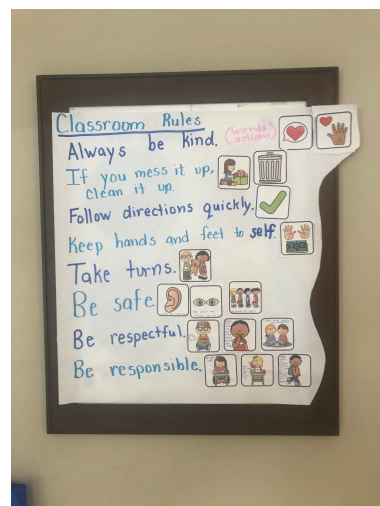 Classroom Rules
Always be kind. (words actions)
If you mess it up,
clean it up.
Follow directions quickly.
Keep hands and feet to self.
Take turns.
Be safe
Be respectful.
Be responsible.